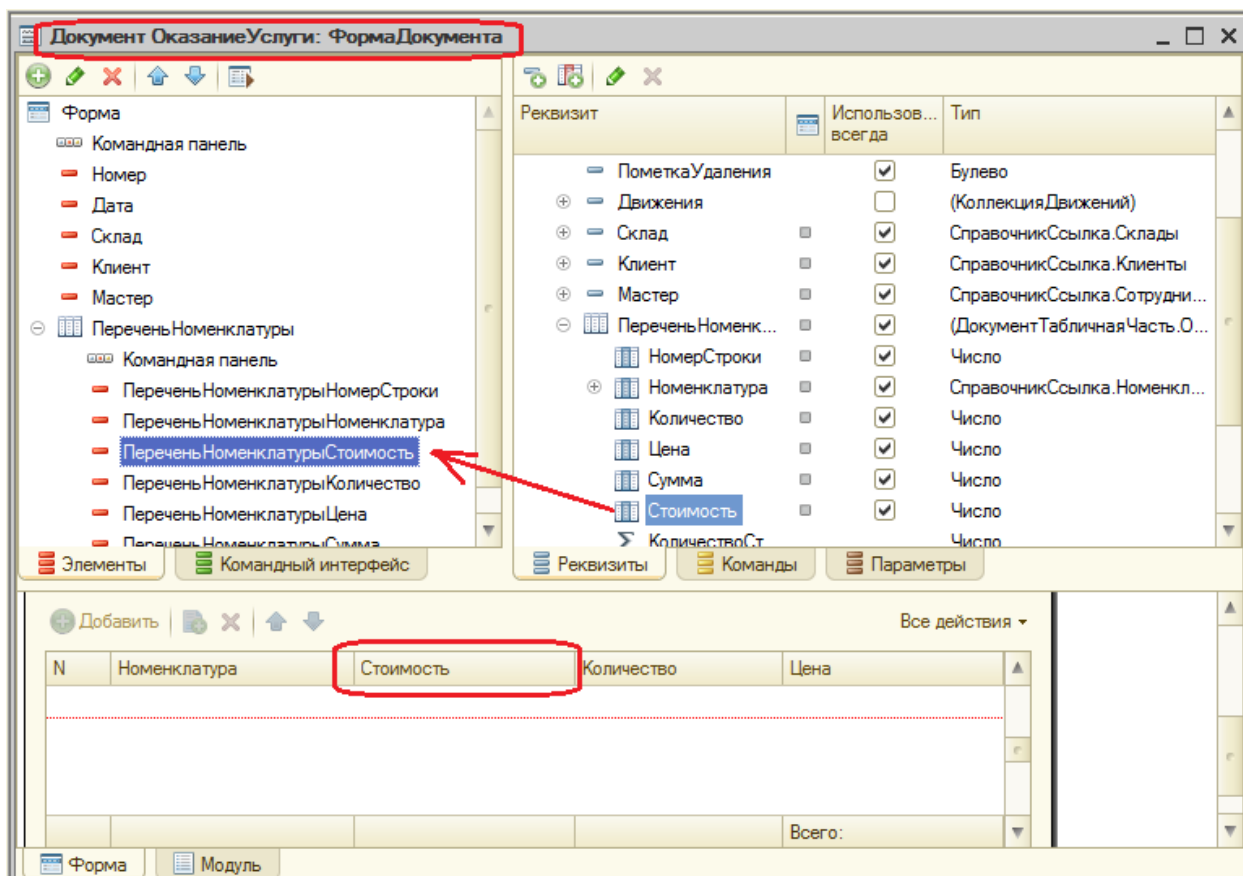 Документ ОказаниеУслуги: ФормаДокумента
Форма
Командная панель
Номер
Дата
Склад
Клиент
Мастер
ПереченьНоменклатуры
Командная панель
ПереченьНоменклатурыНомерСтроки
ПереченьНоменклатурыНоменклатура
ПереченьНоменклатурыСтоимость
ПереченьНоменклатурыКоличество
ПереченьНоменклатурыЦена
ПереченьНоменклатурыСумма
Элементы Командный интерфейс
Реквизит Использов... всегда Тип
ПометкаУдаления Булево
Движения (КоллекцияДвижений)
Склад СправочникСсылка.Склады
Клиент СправочникСсылка.Клиенты
Мастер СправочникСсылка.Сотрудни...
ПереченьНоменк... (ДокументТабличнаяЧасть.О...
НомерСтроки Число
Номенклатура СправочникСсылка.Номенкл...
Количество Число
Цена Число
Сумма Число
Стоимость Число
КоличествоСт Число
Реквизиты Команды Параметры
Добавить Все действия
N Номенклатура Стоимость Количество Цена
Всего:
Форма Модуль